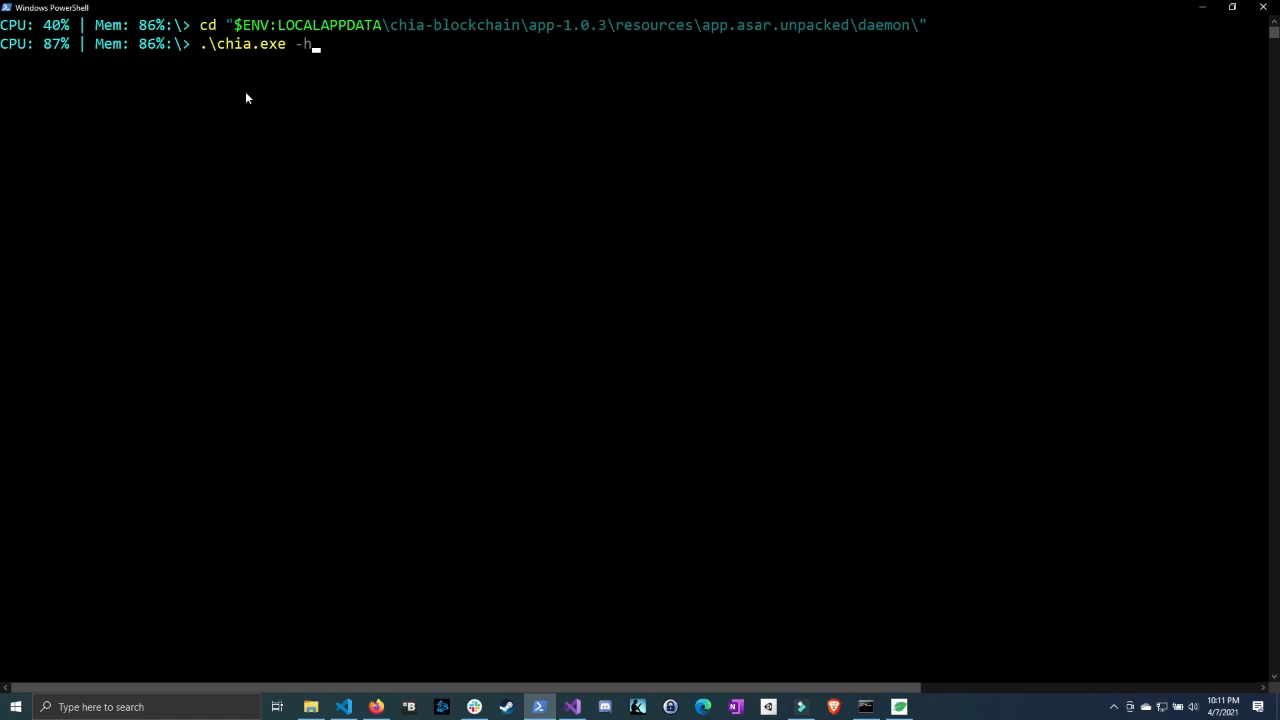 Windows PowerShell
CPU: 40% | Mem: 86%:\> cd "$ENV:LOCALAPPDATA\chia-blockchain\app-1.0.3\resources\app.asar.unpacked\daemon\"
CPU: 87% | Mem: 86%:\> .\chia.exe -h
Type here to search
10:11 PM
4/7/2021